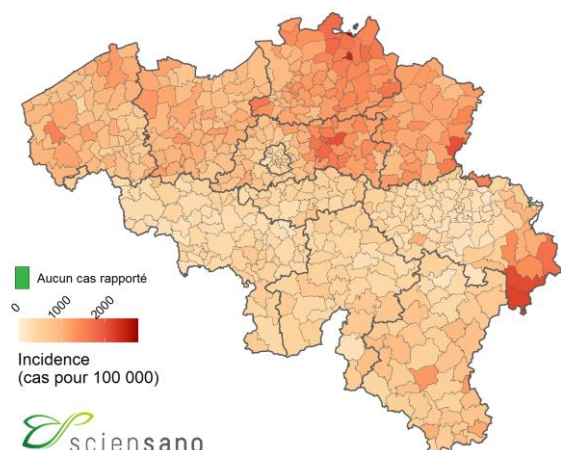 Aucun cas rapporté
0 1000 2000
Incidence
(cas pour 100 000)
sciensano